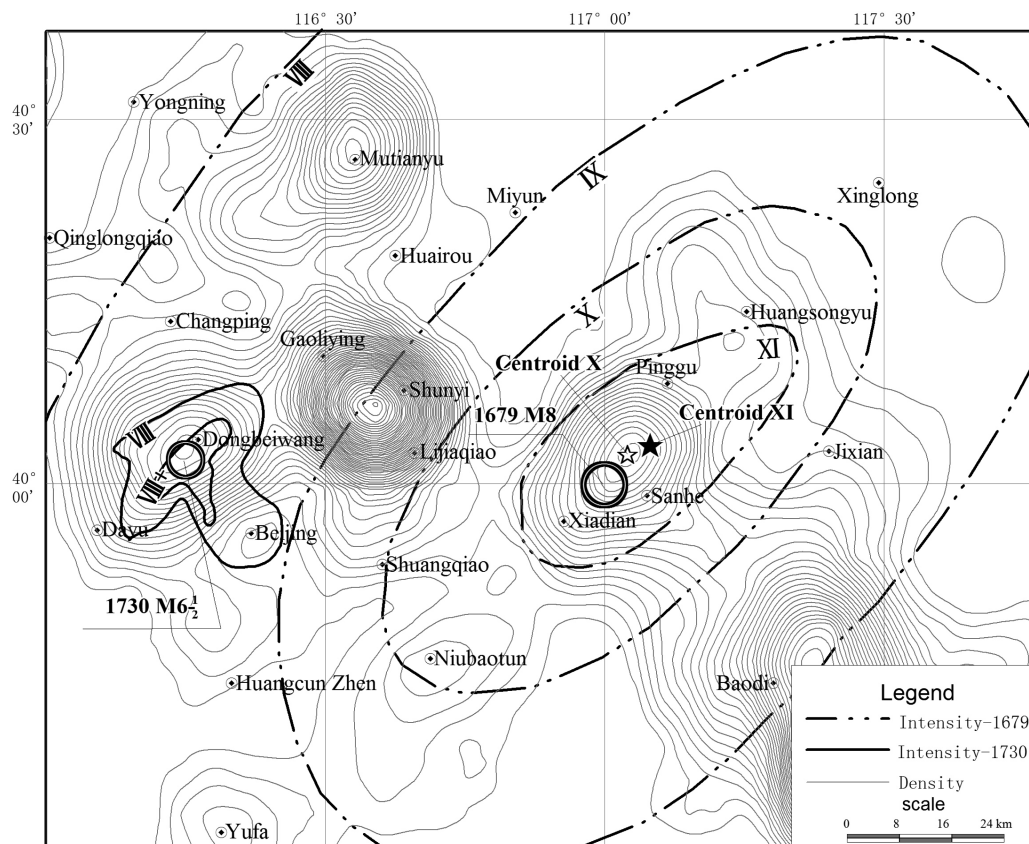 116° 30'
117° 00'
117° 30'
Ⅷ
40°
30'
Yongning
Mutianyu
Ⅸ
Miyun
Xinglong
Qinglongqiao
Huairou
Changping
Ⅹ
Huangsongyu
Gaoliying
Ⅺ
Centroid X
Pinggu
Shunyi
1679 M8
Centroid XI
Ⅷ
Dongbeiwang
Lijiaqiao
Jixian
40°
00'
Ⅷ+
Sanhe
Xiadian
Dayu
Beijing
Shuangqiao
1730 M6-1/2
Niubaotun
Huangcun Zhen
Baodi
Legend
Intensity-1679
Intensity-1730
Density
scale
0 8 16 24 km
Yufa